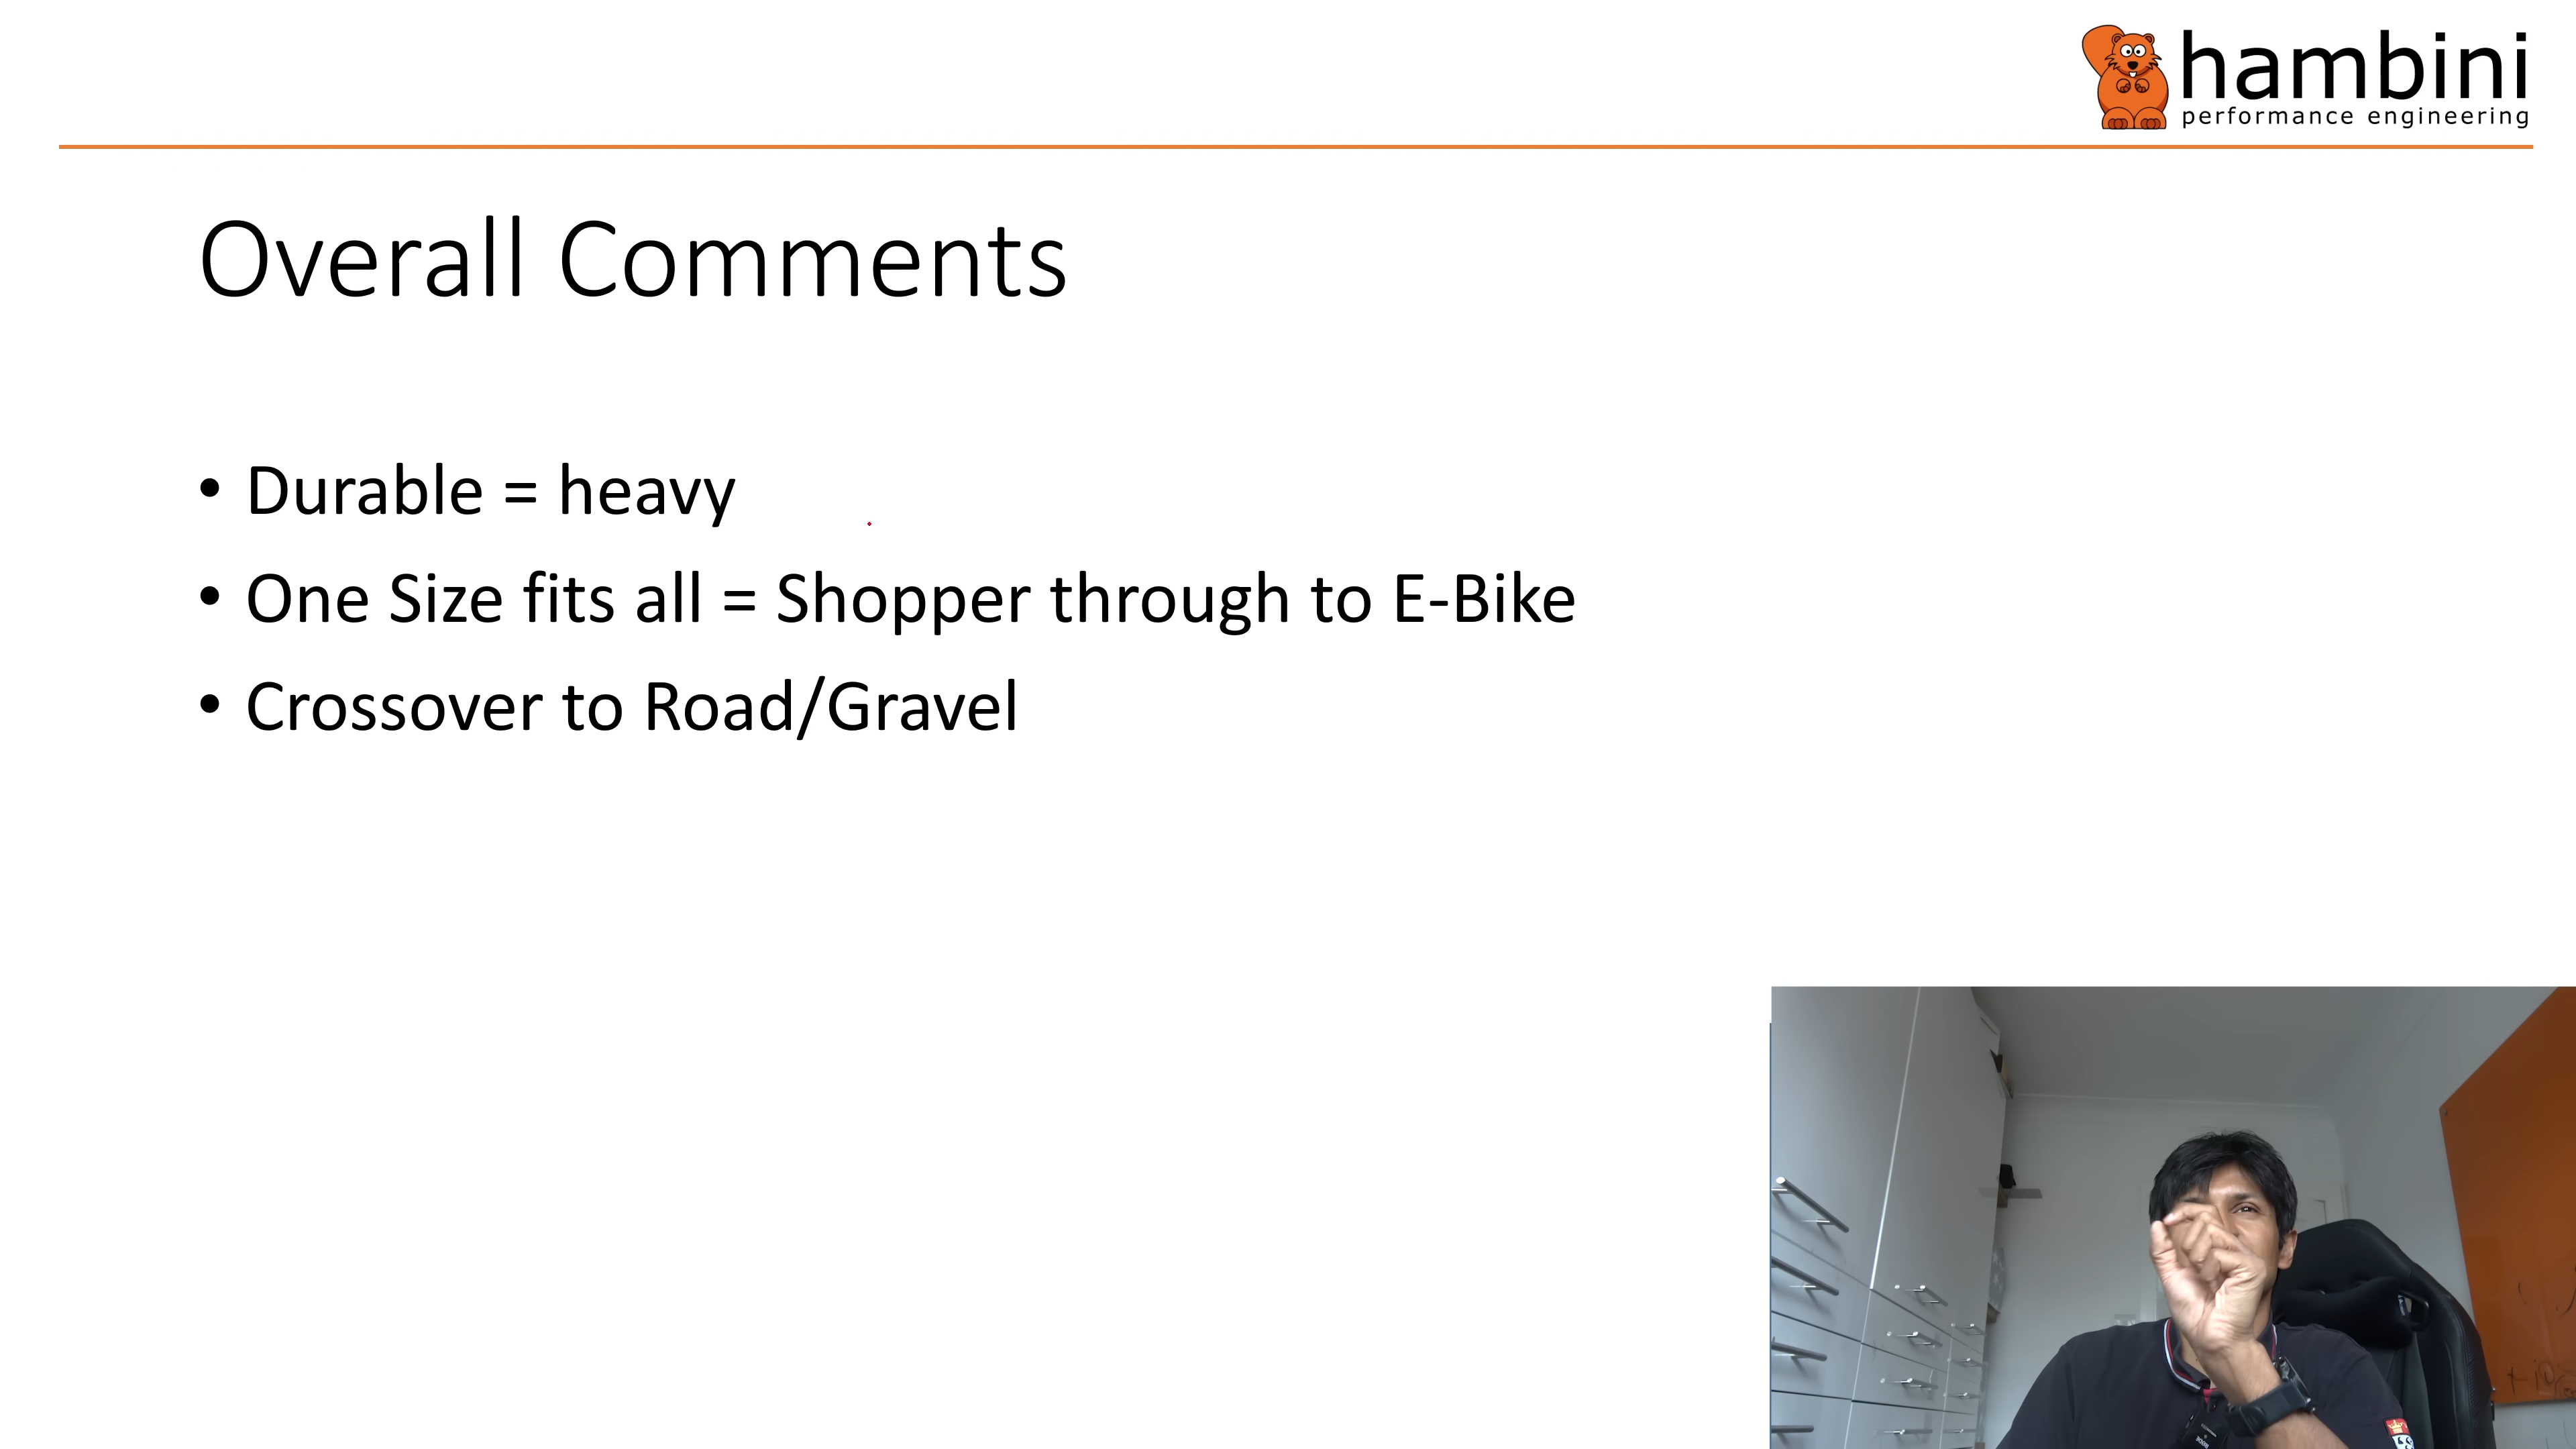 hambini
performance engineering
Overall Comments
• Durable = heavy
• One Size fits all = Shopper through to E-Bike
• Crossover to Road/Gravel